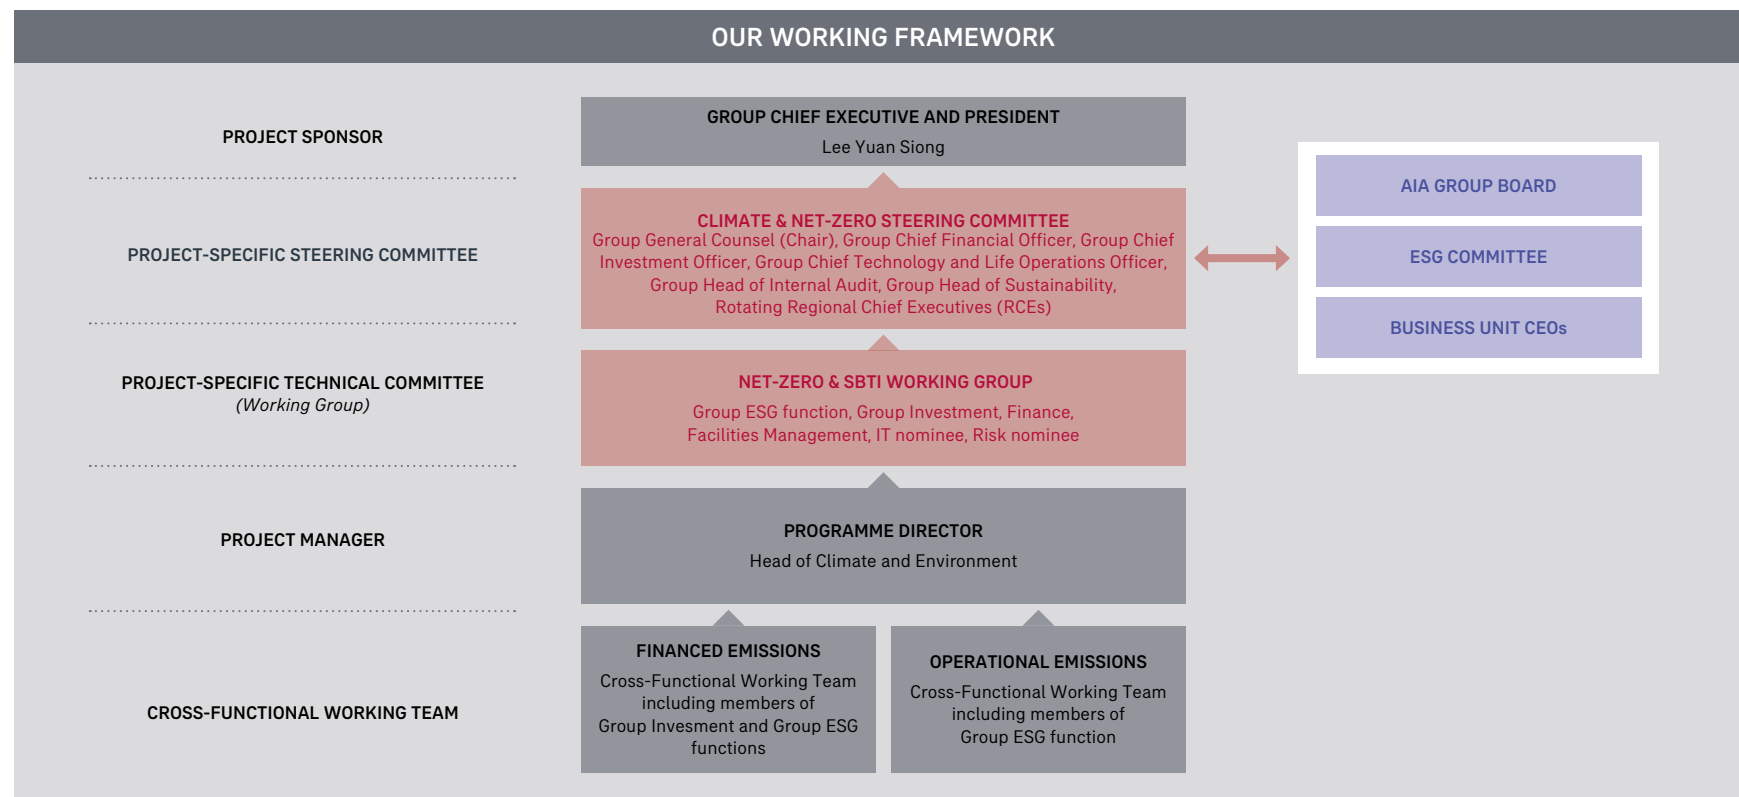 OUR WORKING FRAMEWORK
PROJECT SPONSOR
GROUP CHIEF EXECUTIVE AND PRESIDENT
Lee Yuan Siong
PROJECT-SPECIFIC STEERING COMMITTEE
CLIMATE & NET-ZERO STEERING COMMITTEE
Group General Counsel (Chair), Group Chief Financial Officer, Group Chief
Investment Officer, Group Chief Technology and Life Operations Officer,
Group Head of Internal Audit, Group Head of Sustainability,
Rotating Regional Chief Executives (RCEs)
AIA GROUP BOARD
ESG COMMITTEE
BUSINESS UNIT CEOs
PROJECT-SPECIFIC TECHNICAL COMMITTEE
(Working Group)
NET-ZERO & SBTI WORKING GROUP
Group ESG function, Group Investment, Finance,
Facilities Management, IT nominee, Risk nominee
PROJECT MANAGER
PROGRAMME DIRECTOR
Head of Climate and Environment
CROSS-FUNCTIONAL WORKING TEAM
FINANCED EMISSIONS
Cross-Functional Working Team
including members of
Group Invesment and Group ESG
functions
OPERATIONAL EMISSIONS
Cross-Functional Working Team
including members of
Group ESG function